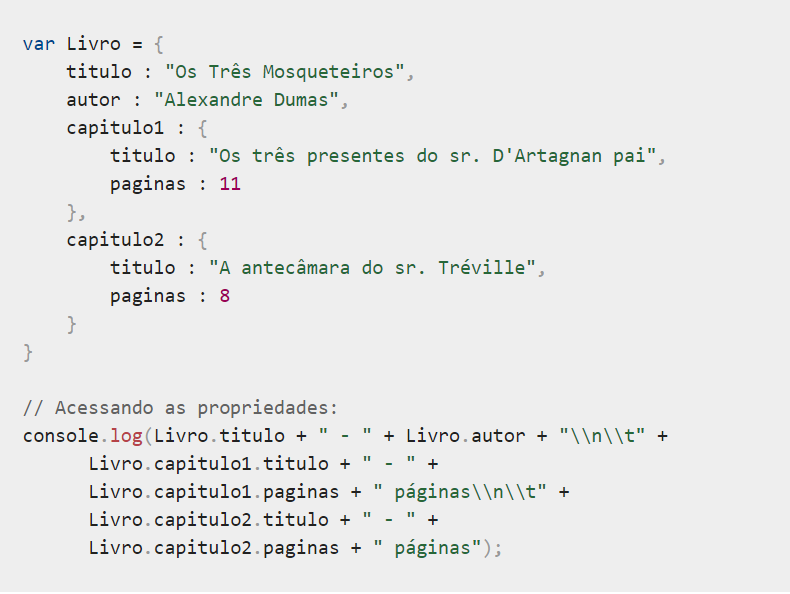 var Livro = {
    titulo : "Os Três Mosqueteiros",
    autor : "Alexandre Dumas",
    capitulo1 : {
        titulo : "Os três presentes do sr. D'Artagnan pai",
        paginas : 11
    },
    capitulo2 : {
        titulo : "A antecâmara do sr. Tréville",
        paginas : 8
    }
}

// Acessando as propriedades:
console.log(Livro.titulo + " - " + Livro.autor + "\\n\\t" +
      Livro.capitulo1.titulo + " - " +
      Livro.capitulo1.paginas + " páginas\\n\\t" +
      Livro.capitulo2.titulo + " - " +
      Livro.capitulo2.paginas + " páginas");